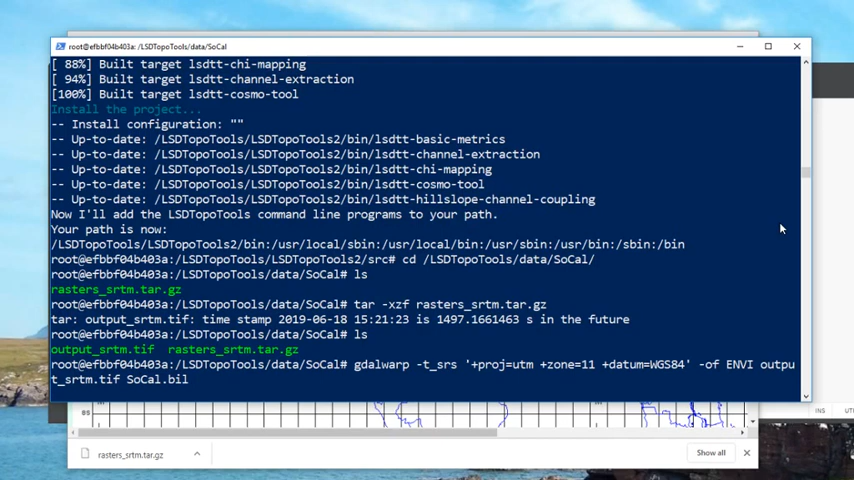 root@efbbf04b403a: /LSDTopoTools/data/SoCal
[ 88%] Built target lsdtt-chi-mapping
[ 94%] Built target lsdtt-channel-extraction
[100%] Built target lsdtt-cosmo-tool
Install the project...
-- Install configuration: ""
-- Up-to-date: /LSDTopoTools/LSDTopoTools2/bin/lsdtt-basic-metrics
-- Up-to-date: /LSDTopoTools/LSDTopoTools2/bin/lsdtt-channel-extraction
-- Up-to-date: /LSDTopoTools/LSDTopoTools2/bin/lsdtt-chi-mapping
-- Up-to-date: /LSDTopoTools/LSDTopoTools2/bin/lsdtt-cosmo-tool
-- Up-to-date: /LSDTopoTools/LSDTopoTools2/bin/lsdtt-hillslope-channel-coupling
Now I'll add the LSDTopoTools command line programs to your path.
Your path is now:
/LSDTopoTools/LSDTopoTools2/bin:/usr/local/sbin:/usr/local/bin:/usr/sbin:/usr/bin:/sbin:/bin
root@efbbf04b403a:/LSDTopoTools/LSDTopoTools2/src# cd /LSDTopoTools/data/SoCal/
root@efbbf04b403a:/LSDTopoTools/data/SoCal# ls
rasters_srtm.tar.gz
root@efbbf04b403a:/LSDTopoTools/data/SoCal# tar -xzf rasters_srtm.tar.gz
tar: output_srtm.tif: time stamp 2019-06-18 15:21:23 is 1497.1661463 s in the future
root@efbbf04b403a:/LSDTopoTools/data/SoCal# ls
output_srtm.tif  rasters_srtm.tar.gz
root@efbbf04b403a:/LSDTopoTools/data/SoCal# gdalwarp -t_srs '+proj=utm +zone=11 +datum=WGS84' -of ENVI outpu
t_srtm.tif SoCal.bil
INS
rasters_srtm.tar.gz
Show all